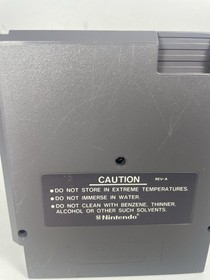 CAUTION
REV-A
•DO NOT STORE IN EXTREME TEMPERATURES.
•DO NOT IMMERSE IN WATER.
•DO NOT CLEAN WITH BENZENE, THINNER,
ALCOHOL OR OTHER SUCH SOLVENTS.
Nintendo